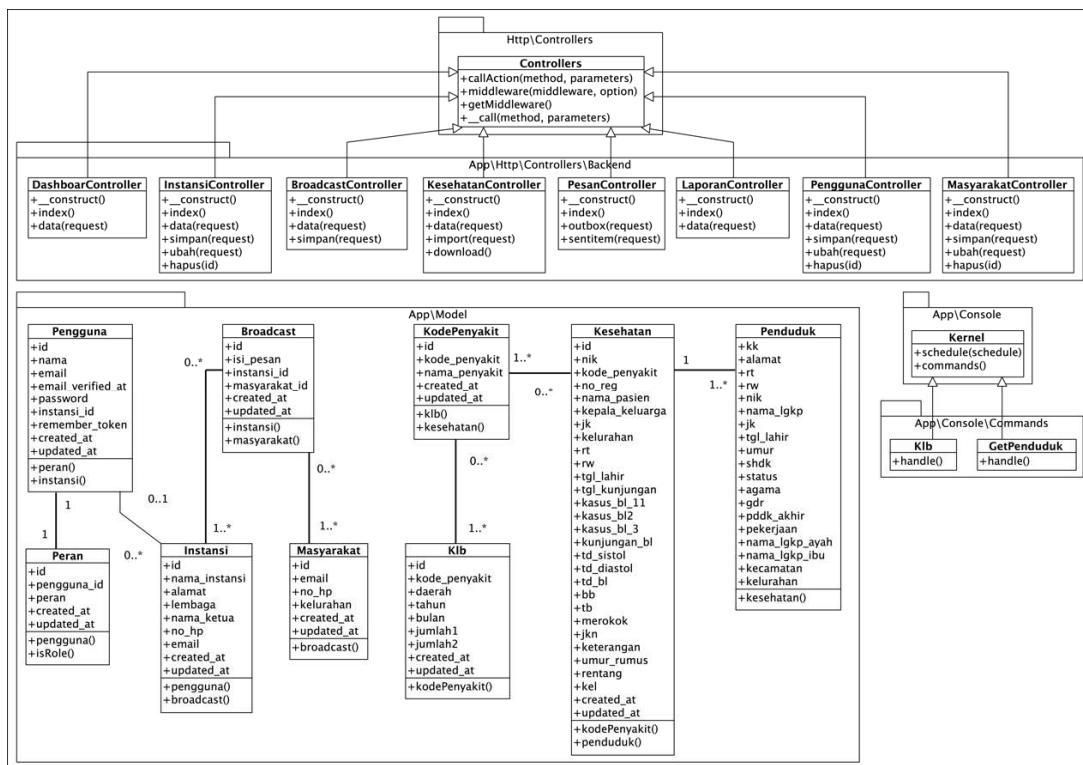 Http\Controllers
Controllers
+callAction(method, parameters)
+middleware(middleware, option)
+getMiddleware()
+__call(method, parameters)
App\Http\Controllers\Backend
DashboarController
+__construct()
+index()
+data(request)
InstansiController
+__construct()
+index()
+data(request)
+simpan(request)
+ubah(request)
+hapus(id)
BroadcastController
+__construct()
+index()
+data(request)
+simpan(request)
KesehatanController
+__construct()
+index()
+data(request)
+import(request)
+download()
PesanController
+__construct()
+index()
+outbox(request)
+sentitem(request)
LaporanController
+__construct()
+index()
+data(request)
PenggunaController
+__construct()
+index()
+data(request)
+simpan(request)
+ubah(request)
+hapus(id)
MasyarakatController
+__construct()
+index()
+data(request)
+simpan(request)
+ubah(request)
+hapus(id)
App\Model
Pengguna
+id
+nama
+email
+email_verified_at
+password
+instansi_id
+remember_token
+created_at
+updated_at
+peran()
+instansi()
1
1
0..1
0..*
Peran
+id
+pengguna_id
+peran
+created_at
+updated_at
+pengguna()
+isRole()
Broadcast
+id
+isi_pesan
+instansi_id
+masyarakat_id
+created_at
+updated_at
+instansi()
+masyarakat()
0..*
1..*
0..*
1..*
Instansi
+id
+nama_instansi
+alamat
+lembaga
+nama_ketua
+no_hp
+email
+created_at
+updated_at
+pengguna()
+broadcast()
Masyarakat
+id
+email
+no_hp
+kelurahan
+created_at
+updated_at
+broadcast()
KodePenyakit
+id
+kode_penyakit
+nama_penyakit
+created_at
+updated_at
+klb()
+kesehatan()
1..*
0..*
0..*
1..*
Klb
+id
+kode_penyakit
+daerah
+tahun
+bulan
+jumlah1
+jumlah2
+created_at
+updated_at
+kodePenyakit()
Kesehatan
+id
+nik
+kode_penyakit
+no_reg
+nama_pasien
+kepala_keluarga
+jk
+kelurahan
+rt
+rw
+tgl_lahir
+tgl_kunjungan
+kasus_bl_11
+kasus_bl2
+kasus_bl_3
+kunjungan_bl
+td_sistol
+td_diastol
+td_bl
+bb
+tb
+merokok
+jkn
+keterangan
+umur_rumus
+rentang
+kel
+created_at
+updated_at
+kodePenyakit()
+penduduk()
1
1..*
Penduduk
+kk
+alamat
+rt
+rw
+nik
+nama_lgkp
+jk
+tgl_lahir
+umur
+shdk
+status
+agama
+gdr
+pddk_akhir
+pekerjaan
+nama_lgkp_ayah
+nama_lgkp_ibu
+kecamatan
+kelurahan
+kesehatan()
App\Console
Kernel
+schedule(schedule)
+commands()
App\Console\Commands
Klb
+handle()
GetPenduduk
+handle()